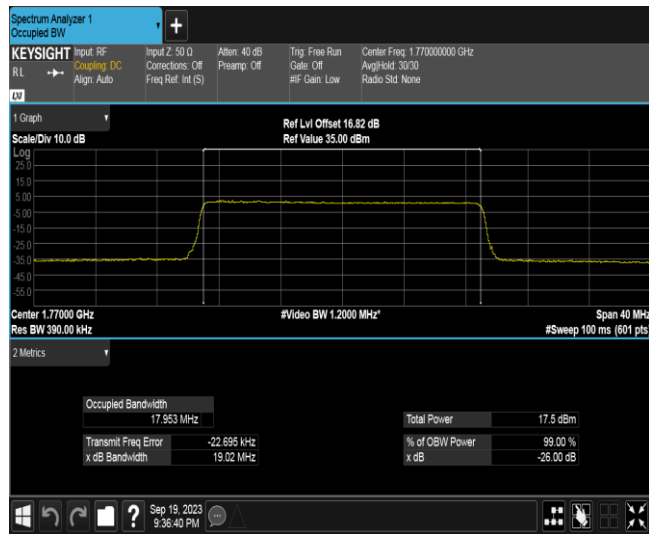 Spectrum Analyzer 1
Occupied BW
+
KEYSIGHT
RL
LXI
Input: RF
Coupling: DC
Align: Auto
Input Z: 50 Ω
Corrections: Off
Freq Ref: Int (S)
Atten: 40 dB
Preamp: Off
Trig: Free Run
Gate: Off
#IF Gain: Low
Center Freq: 1.770000000 GHz
Avg|Hold: 30/30
Radio Std: None
1 Graph
Scale/Div 10.0 dB
Ref Lvl Offset 16.82 dB
Ref Value 35.00 dBm
Log
25.0
15.0
5.00
-5.00
-15.0
-25.0
-35.0
-45.0
-55.0
Center 1.77000 GHz
#Video BW 1.2000 MHz*
Span 40 MHz
Res BW 390.00 kHz
#Sweep 100 ms (601 pts)
2 Metrics
Occupied Bandwidth
17.953 MHz
Total Power 17.5 dBm
Transmit Freq Error -22.695 kHz
% of OBW Power 99.00 %
x dB Bandwidth 19.02 MHz
x dB -26.00 dB
?
Sep 19, 2023
9:36:40 PM